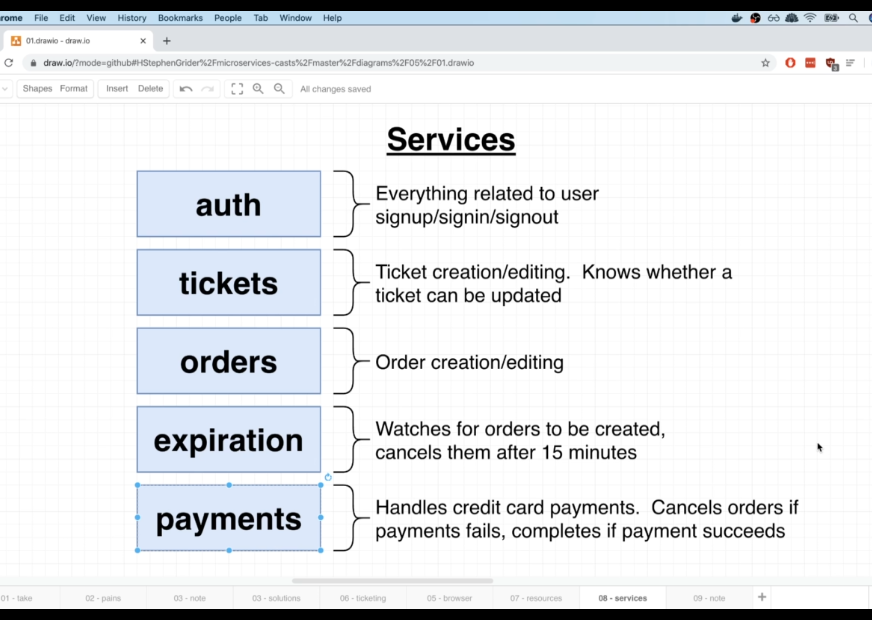 rome File Edit View History Bookmarks People Tab Window Help
01.drawio - draw.io
draw.io/?mode=github#HStephenGrider%2Fmicroservices-casts%2Fmaster%2Fdiagrams%2F05%2F01.drawio
Shapes Format Insert Delete All changes saved
Services
auth
Everything related to user
signup/signin/signout
tickets
Ticket creation/editing. Knows whether a
ticket can be updated
orders
Order creation/editing
expiration
Watches for orders to be created,
cancels them after 15 minutes
payments
Handles credit card payments. Cancels orders if
payments fails, completes if payment succeeds
01 - take 02 - pains 03 - note 03 - solutions 06 - ticketing 05 - browser 07 - resources 08 - services 09 - note